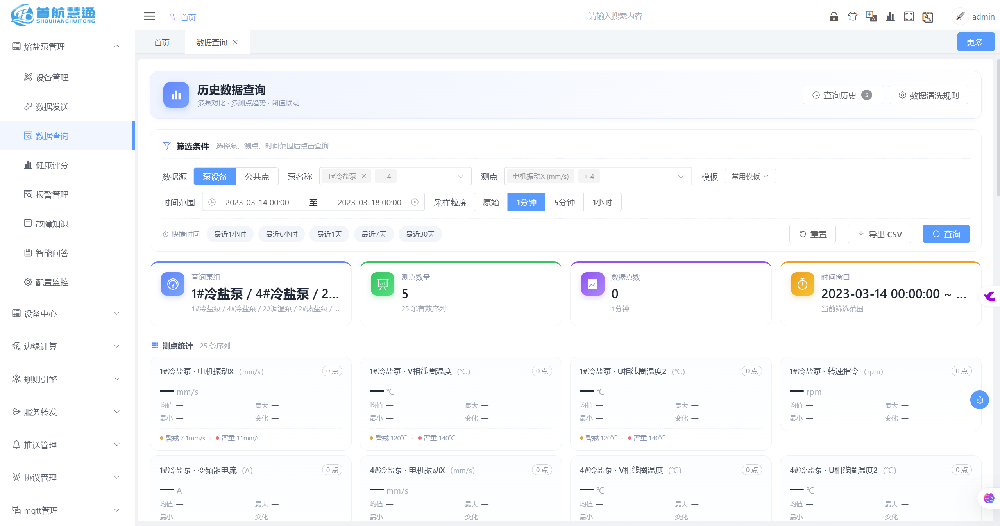 首航慧通
SHOUHANGHUITONG
首页
请输入搜索内容
admin
熔盐泵管理
设备管理
数据发送
数据查询
健康评分
报警管理
故障知识
智能问答
配置监控
设备中心
边缘计算
规则引擎
服务转发
推送管理
协议管理
mqtt管理
首页 数据查询 更多
历史数据查询
多泵对比 · 多测点趋势 · 阈值联动
查询历史 5 数据清洗规则
筛选条件 选择泵、测点、时间范围后点击查询
数据源 泵设备 公共点 泵名称 1#冷盐泵 + 4 测点 电机振动X (mm/s) + 4 模板 常用模板
时间范围 2023-03-14 00:00 至 2023-03-18 00:00 采样粒度 原始 1分钟 5分钟 1小时
快捷时间 最近1小时 最近6小时 最近1天 最近7天 最近30天 重置 导出 CSV 查询
查询泵组
1#冷盐泵 / 4#冷盐泵 / 2...
1#冷盐泵 / 4#冷盐泵 / 2#调温泵 / 2#热盐泵 / ...
测点数量
5
25 条有效序列
数据点数
0
1分钟
时间窗口
2023-03-14 00:00:00 ~ ...
当前筛选范围
测点统计 25 条序列
1#冷盐泵 · 电机振动X (mm/s) 0 点
— mm/s
均值 — 最大 —
最小 — 变化 —
警戒 7.1mm/s · 严重 11mm/s
1#冷盐泵 · V相线圈温度 (℃) 0 点
— ℃
均值 — 最大 —
最小 — 变化 —
警戒 120℃ · 严重 140℃
1#冷盐泵 · U相线圈温度2 (℃) 0 点
— ℃
均值 — 最大 —
最小 — 变化 —
警戒 120℃ · 严重 140℃
1#冷盐泵 · 转速指令 (rpm) 0 点
— rpm
均值 — 最大 —
最小 — 变化 —
1#冷盐泵 · 变频器电流 (A) 0 点
— A
均值 — 最大 —
最小 — 变化 —
4#冷盐泵 · 电机振动X (mm/s) 0 点
— mm/s
均值 — 最大 —
最小 — 变化 —
4#冷盐泵 · V相线圈温度 (℃) 0 点
— ℃
均值 — 最大 —
最小 — 变化 —
4#冷盐泵 · U相线圈温度2 (℃) 0 点
— ℃
均值 — 最大 —
最小 — 变化 —